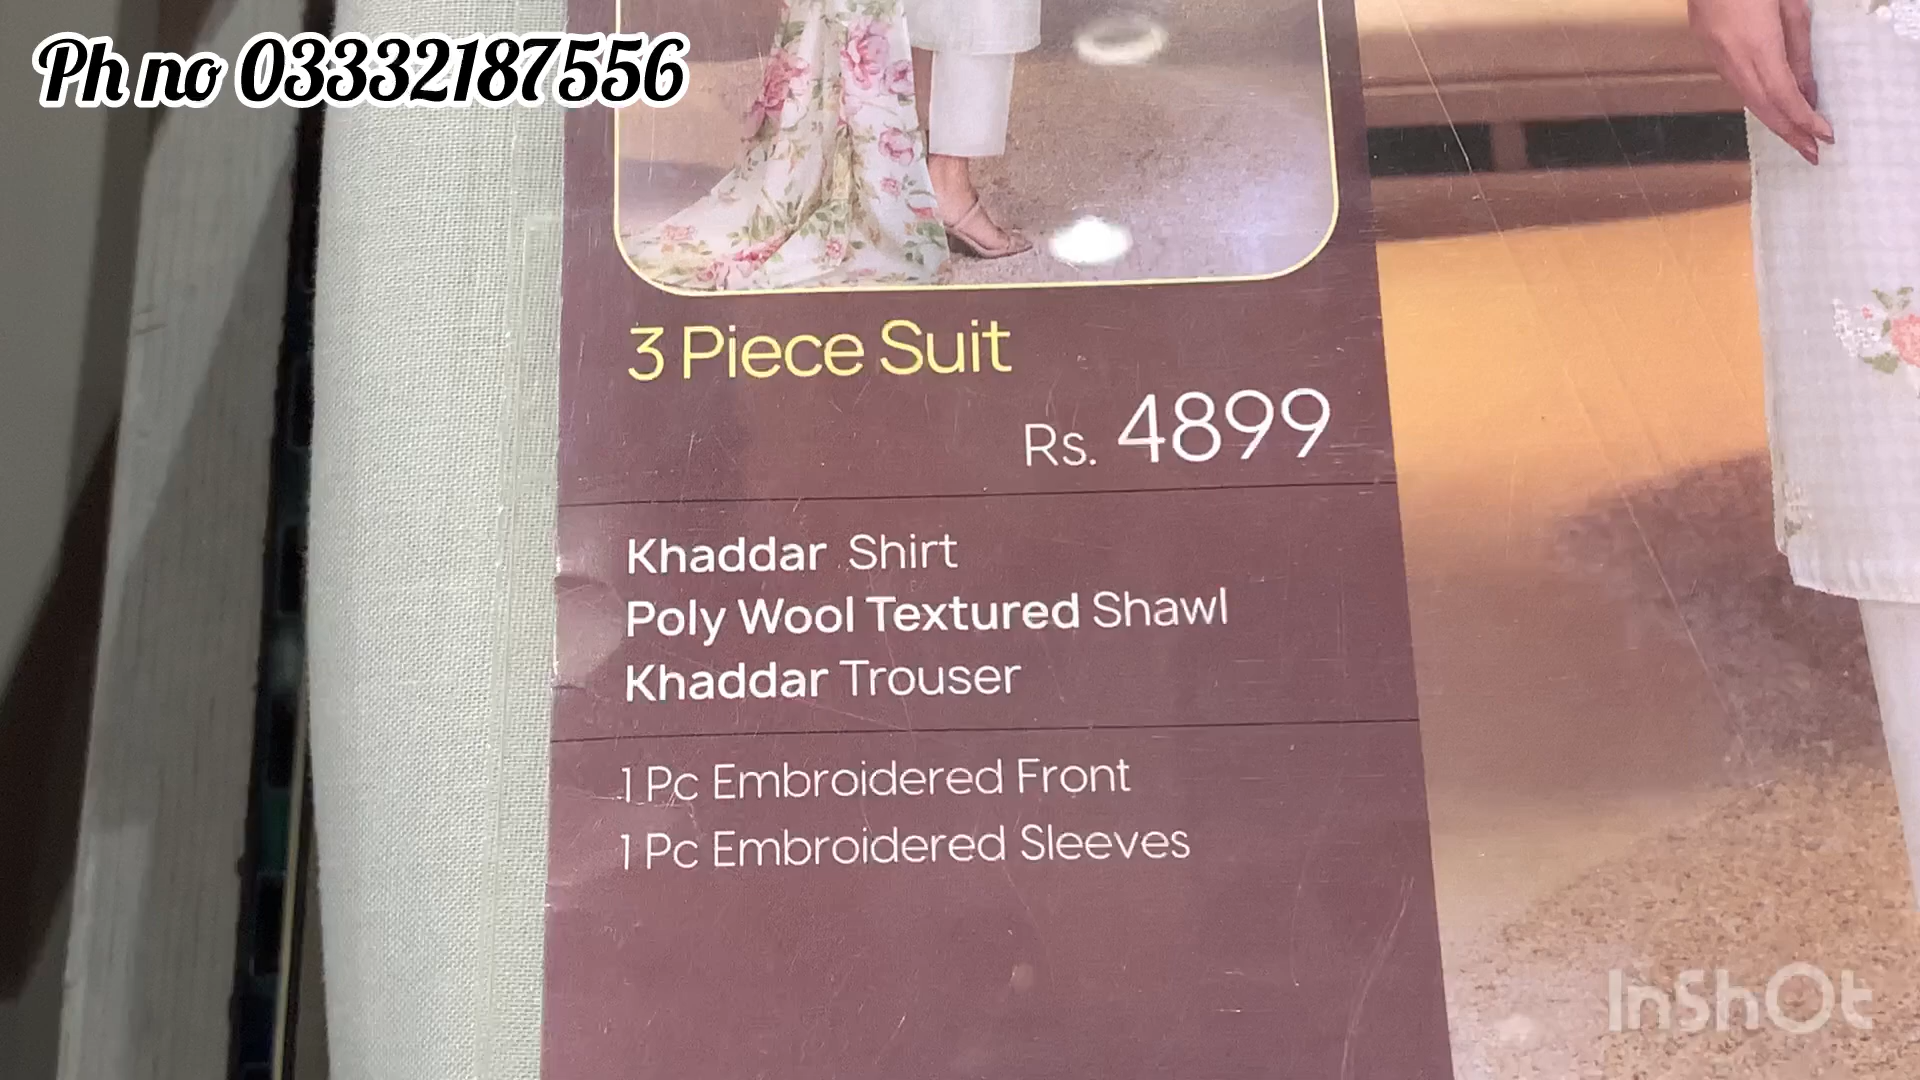 Ph no 03332187556
3 Piece Suit
Rs. 4899
Khaddar Shirt
Poly Wool Textured Shawl
Khaddar Trouser
1 Pc Embroidered Front
1 Pc Embroidered Sleeves
InShOt